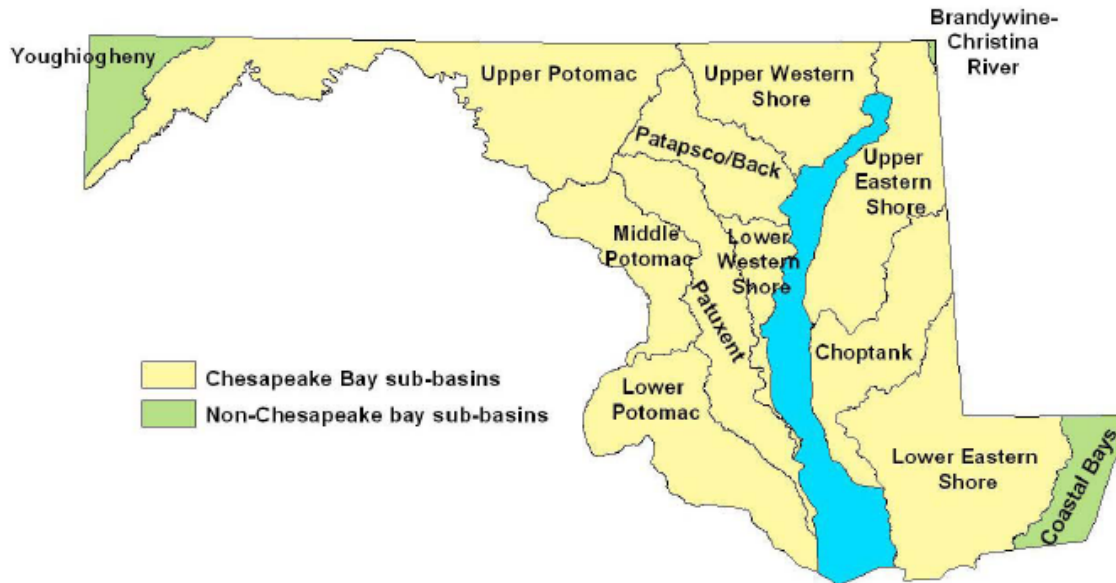 Youghiogheny
Brandywine-
Christina
River
Upper Potomac
Upper Western
Shore
Patapsco/Back
Upper
Eastern
Shore
Middle
Potomac
Lower
Western
Shore
Patuxent
Choptank
Chesapeake Bay sub-basins
Non-Chesapeake bay sub-basins
Lower
Potomac
Lower Eastern
Shore
Coastal Bays